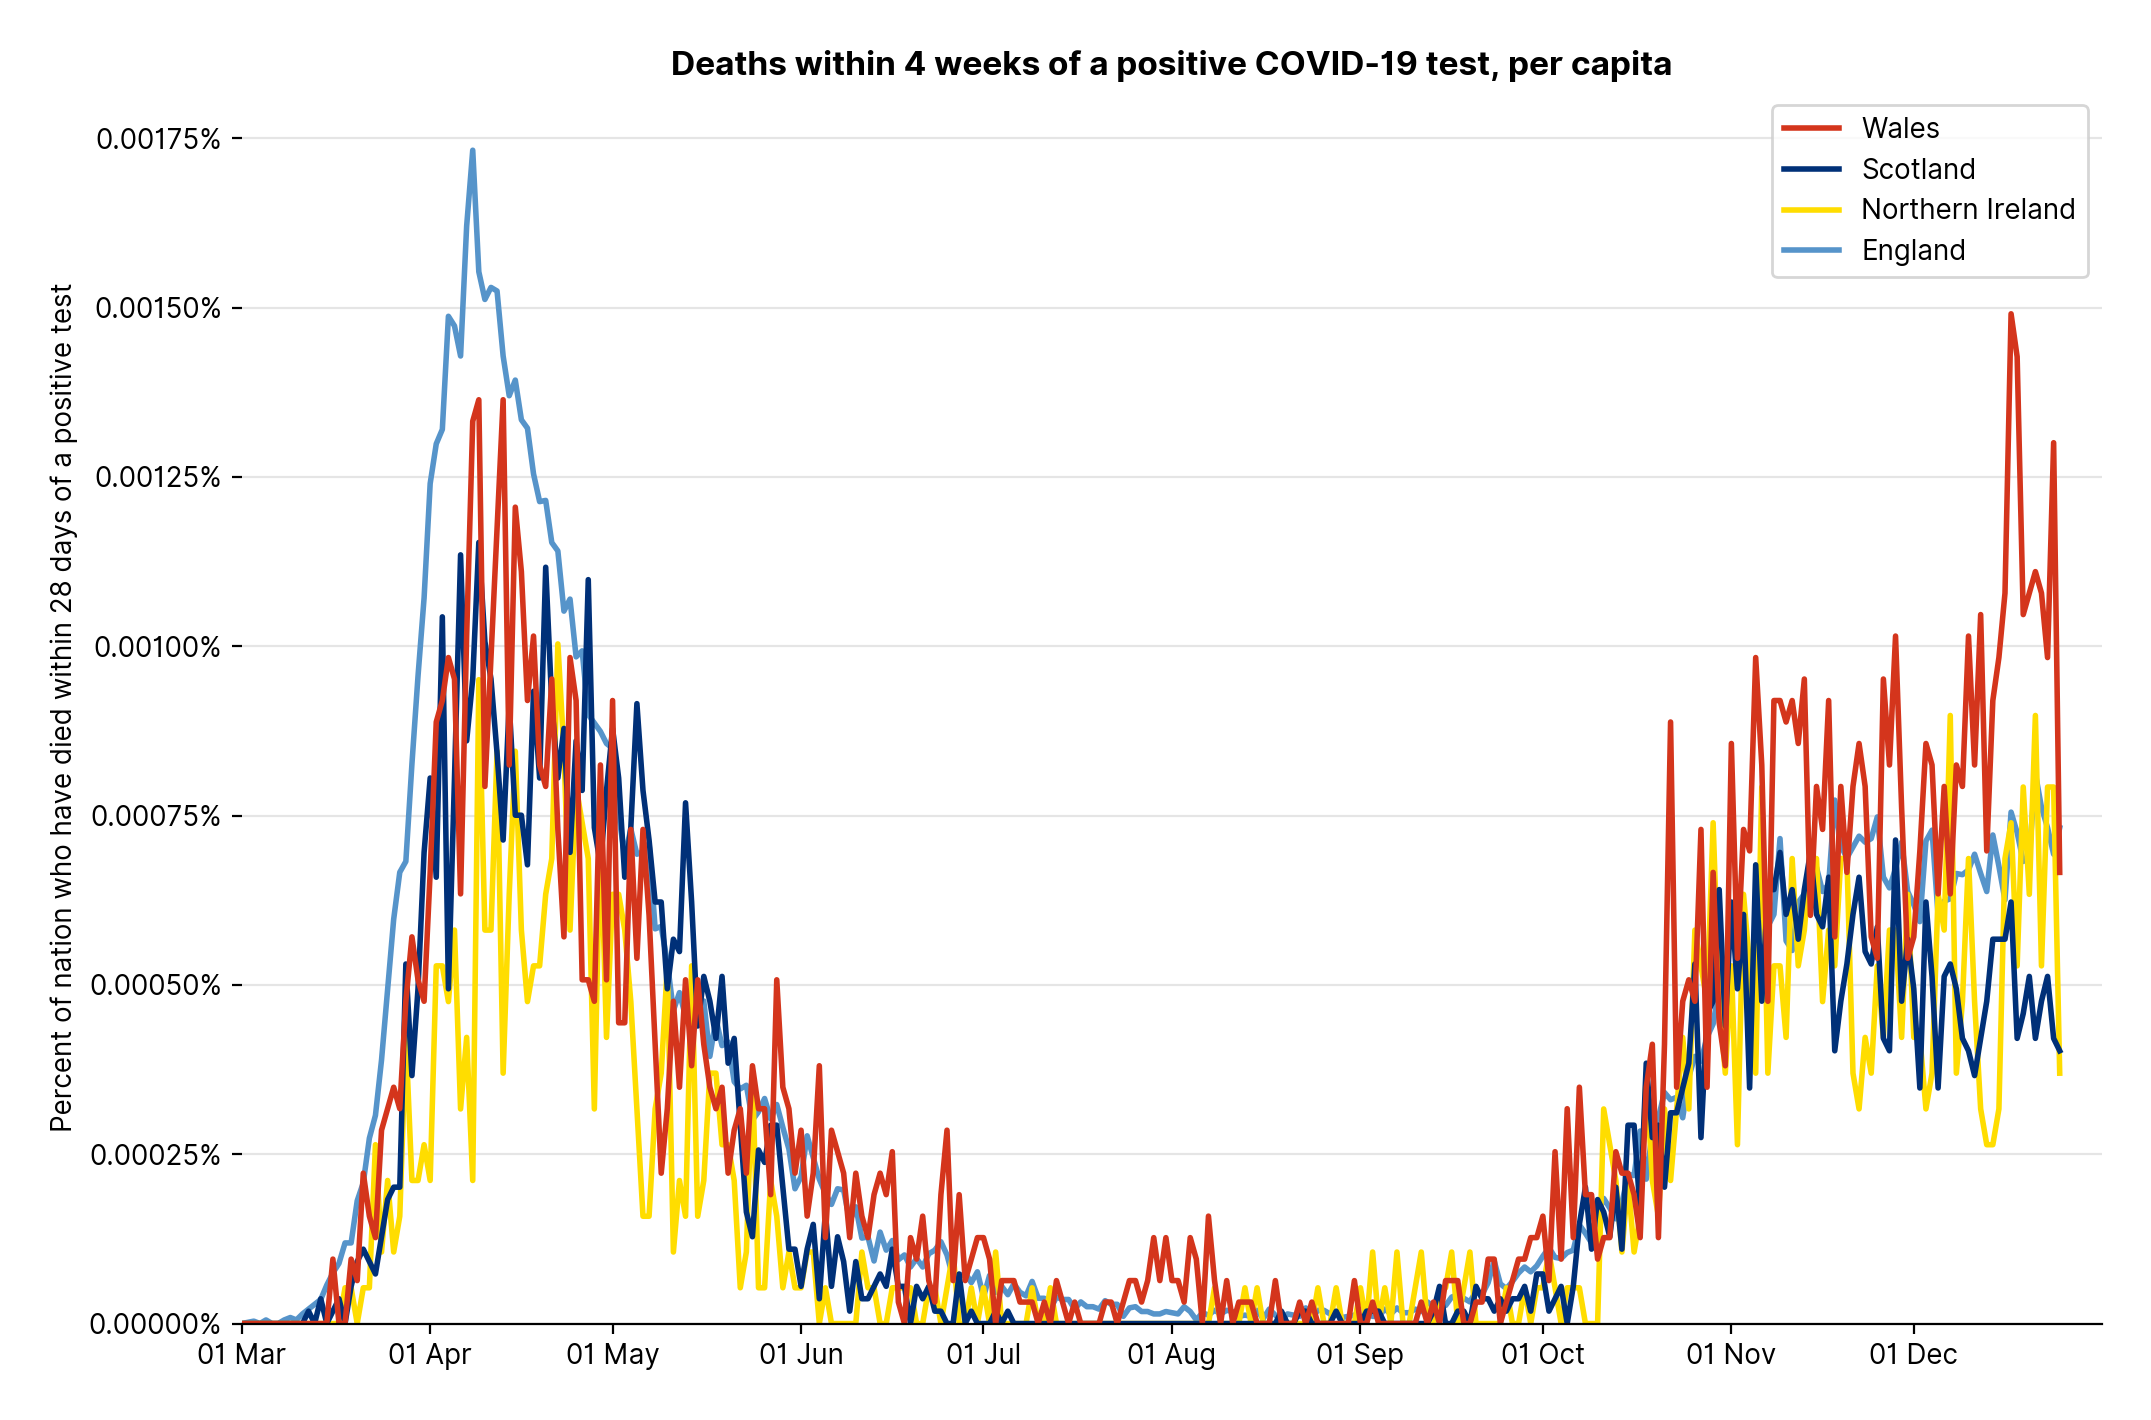 Deaths within 4 weeks of a positive COVID-19 test, per capita
Wales
Scotland
Northern Ireland
England
Percent of nation who have died within 28 days of a positive test
0.00175%
0.00150%
0.00125%
0.00100%
0.00075%
0.00050%
0.00025%
0.00000%
01 Mar 01 Apr 01 May 01 Jun 01 Jul 01 Aug 01 Sep 01 Oct 01 Nov 01 Dec